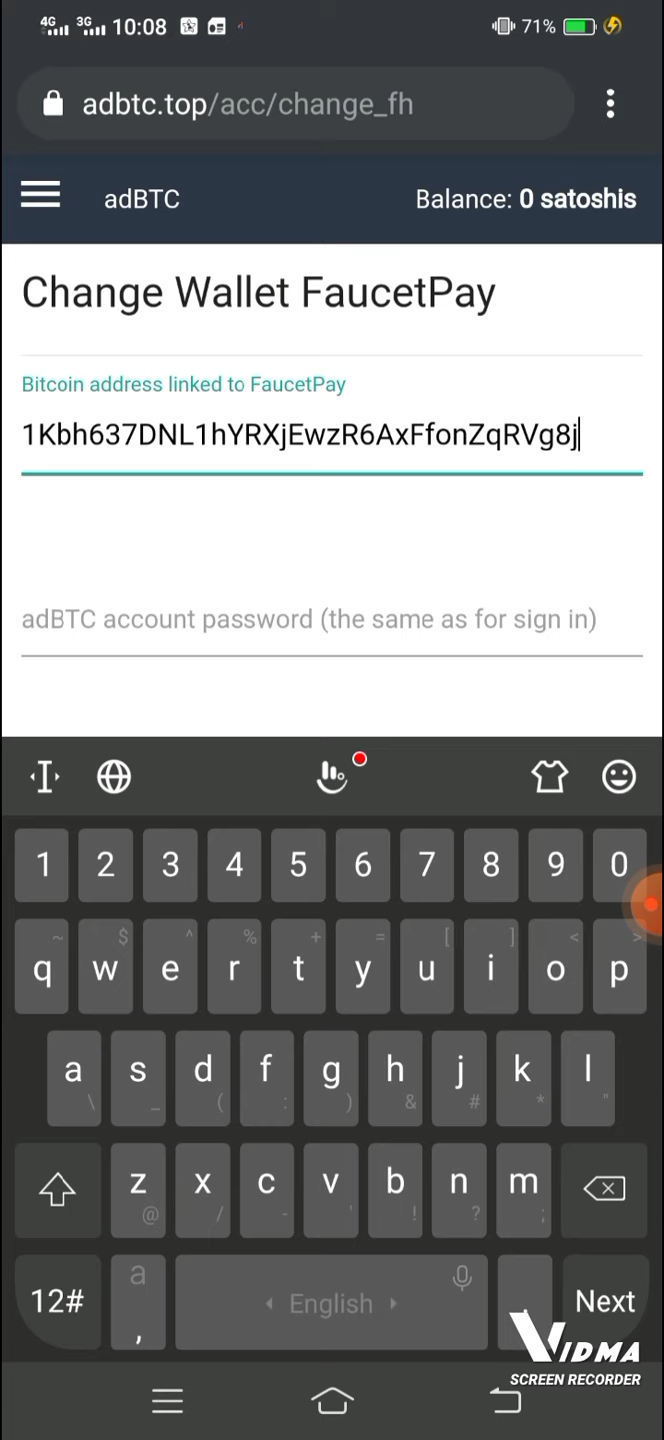 4G 3G 10:08 71%
adbtc.top/acc/change_fh
adBTC Balance: 0 satoshis
Change Wallet FaucetPay
Bitcoin address linked to FaucetPay
1Kbh637DNL1hYRXjEwzR6AxFfonZqRVg8j
adBTC account password (the same as for sign in)
1 2 3 4 5 6 7 8 9 0
~ $ ^ % + = [ ] < >
q w e r t y u i o p
a s d f g h j k l
\ _ ( : ) & # * "
z x c v b n m
@ / - ' ! ? ;
12# a , English Next
VIDMA
SCREEN RECORDER